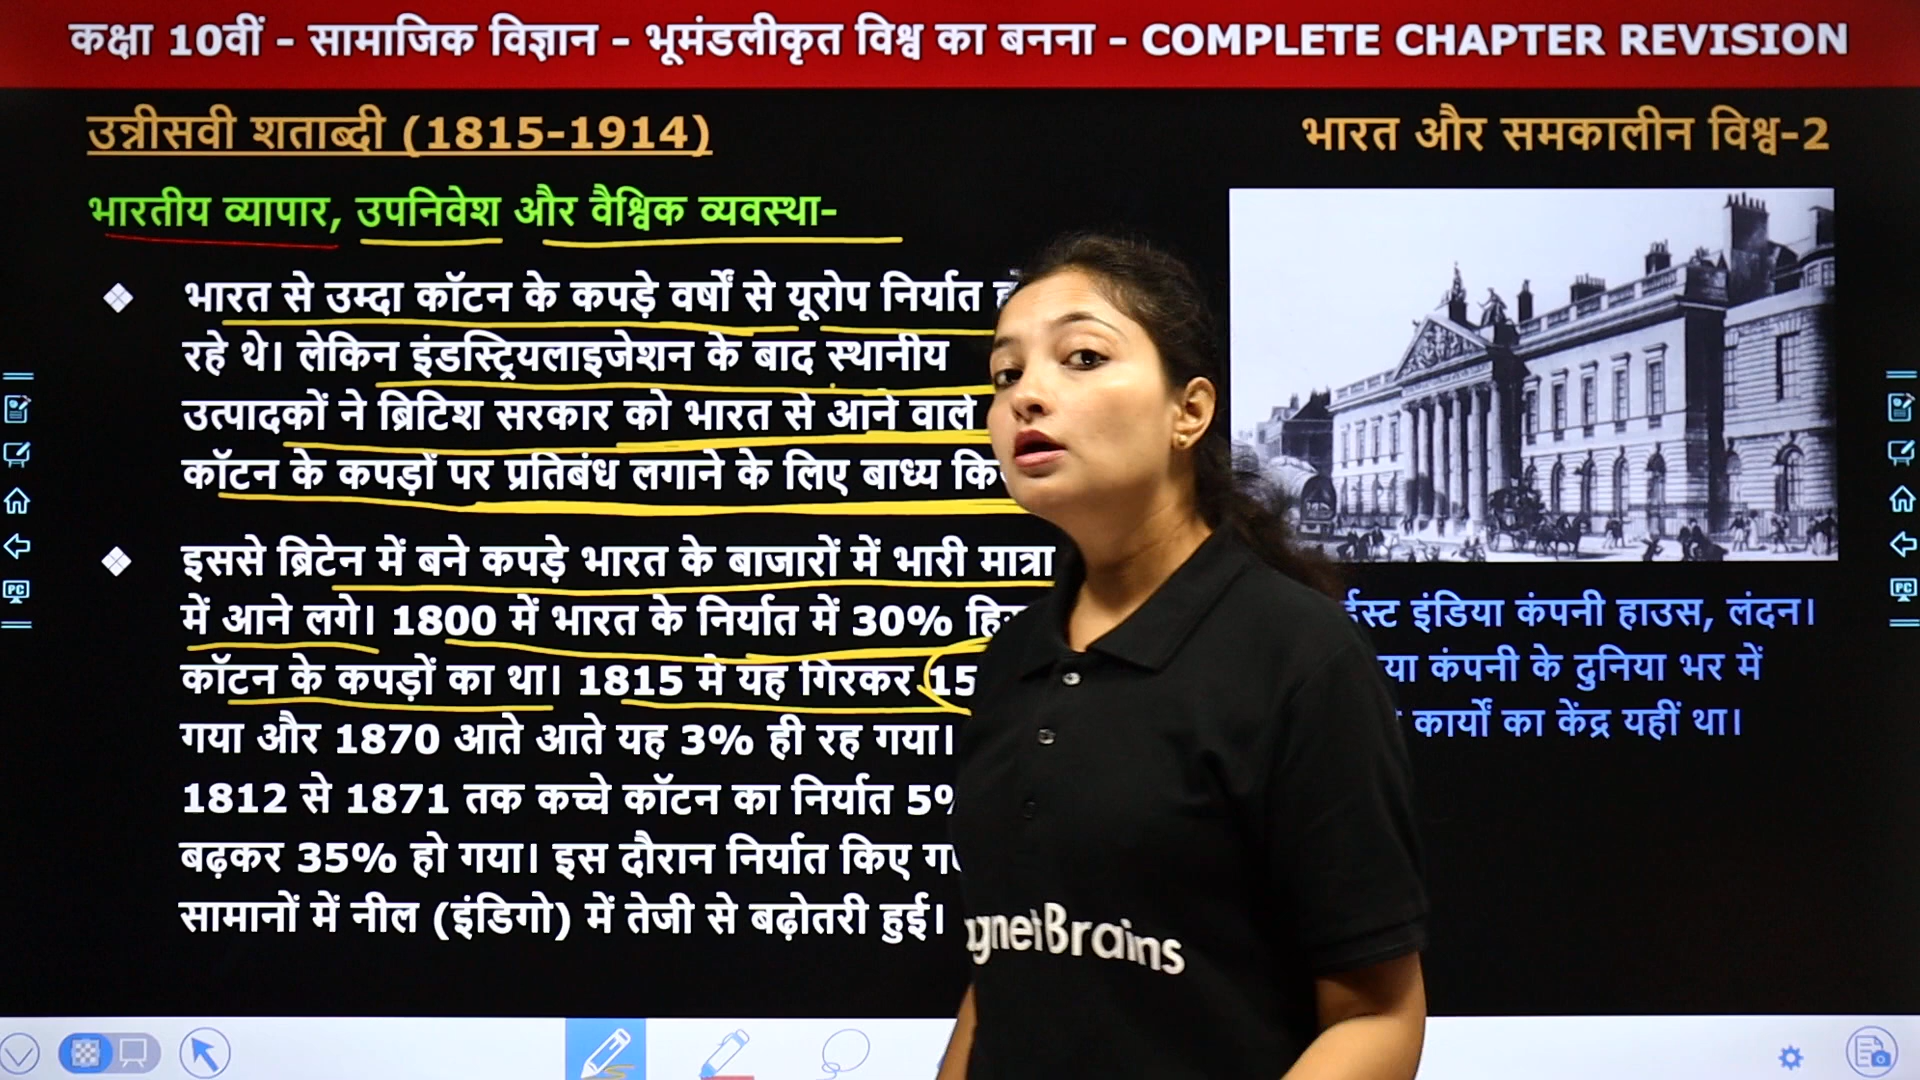 कक्षा 10वीं - सामाजिक विज्ञान - भूमंडलीकृत विश्व का बनना - COMPLETE CHAPTER REVISION
उन्नीसवी शताब्दी (1815-1914)
भारत और समकालीन विश्व-2
भारतीय व्यापार, उपनिवेश और वैश्विक व्यवस्था-
भारत से उम्दा कॉटन के कपड़े वर्षों से यूरोप निर्यात
रहे थे। लेकिन इंडस्ट्रियलाइजेशन के बाद स्थानीय
उत्पादकों ने ब्रिटिश सरकार को भारत से आने वाले
कॉटन के कपड़ों पर प्रतिबंध लगाने के लिए बाध्य
इससे ब्रिटेन में बने कपड़े भारत के बाजारों में भारी मात्रा
में आने लगे। 1800 में भारत के निर्यात में 30%
कॉटन के कपड़ों का था। 1815 में यह गिरकर 15
गया और 1870 आते आते यह 3% ही रह गया।
1812 से 1871 तक कच्चे कॉटन का निर्यात 5%
बढ़कर 35% हो गया। इस दौरान निर्यात किए
सामानों में नील (इंडिगो) में तेजी से बढ़ोतरी हुई।
इंडिया कंपनी हाउस, लंदन।
कंपनी के दुनिया भर में
कार्यों का केंद्र यहीं था।
PC
PC
gnetBrains